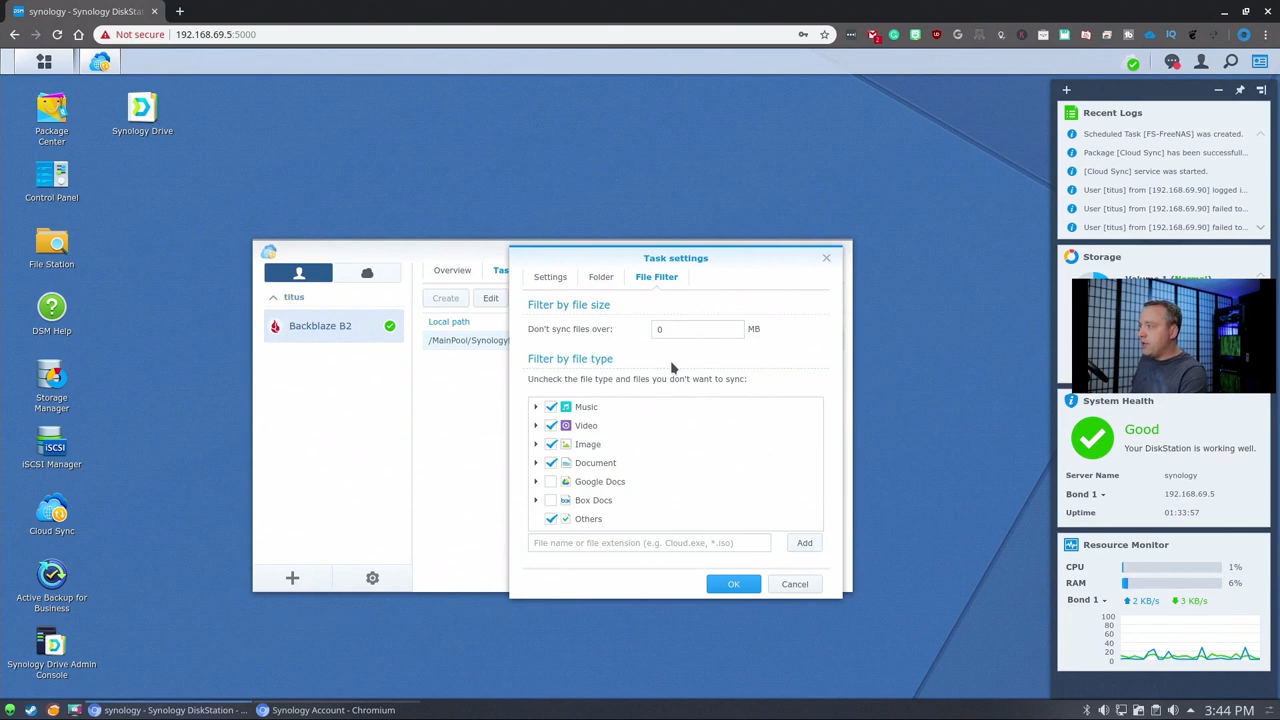 synology - Synology DiskSta
Not secure
192.168.69.5:5000
Package
Center
Synology Drive
Control Panel
File Station
DSM Help
Storage
Manager
iSCSI Manager
Cloud Sync
Active Backup for
Business
Synology Drive Admin
Console
titus
Backblaze B2
Overview
Tas
Create
Edit
Local path
/MainPool/Synology
Task settings
Settings
Folder
File Filter
Filter by file size
Don't sync files over:
0
MB
Filter by file type
Uncheck the file type and files you don't want to sync:
Music
Video
Image
Document
Google Docs
Box Docs
Others
File name or file extension (e.g. Cloud.exe, *.iso)
Add
OK
Cancel
Recent Logs
Scheduled Task [FS-FreeNAS] was created.
Package [Cloud Sync] has been successfull...
[Cloud Sync] service was started.
User [titus] from [192.168.69.90] logged i...
User [titus] from [192.168.69.90] failed to...
User [titus] from [192.168.69.90] failed to...
Storage
System Health
Good
Your DiskStation is working well.
Server Name
synology
Bond 1
192.168.69.5
Uptime
01:33:57
Resource Monitor
CPU
1%
RAM
6%
Bond 1
2 KB/s
3 KB/s
100
80
60
40
20
0
synology - Synology DiskStation - ...
Synology Account - Chromium
3:44 PM